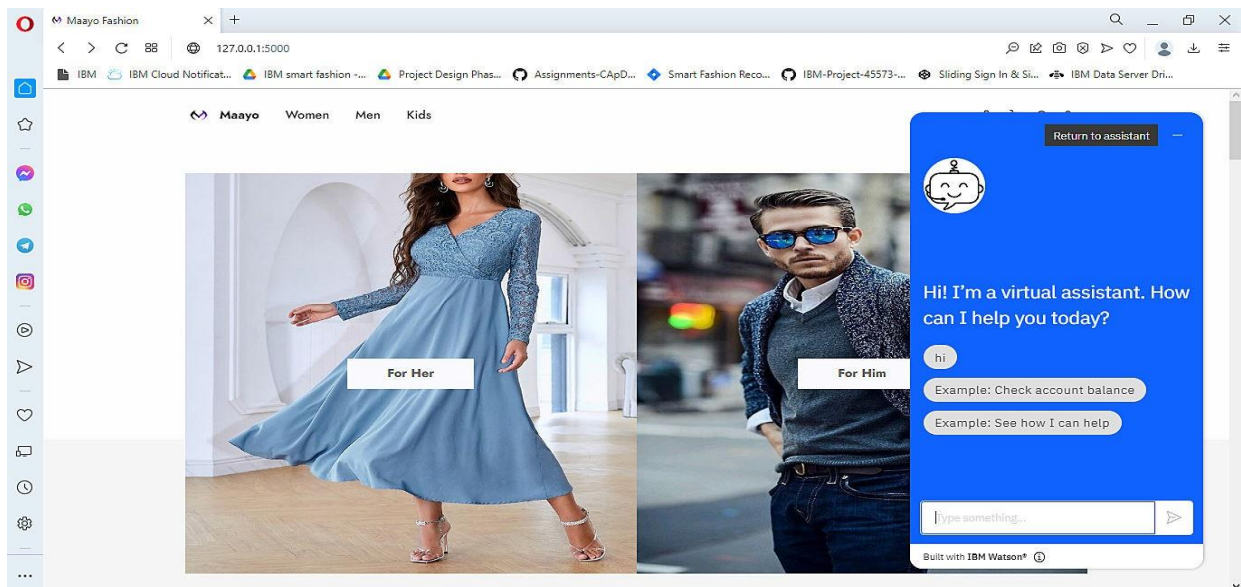 Maayo Fashion
127.0.0.1:5000
IBM IBM Cloud Notificat... IBM smart fashion -... Project Design Phas... Assignments-CApD... Smart Fashion Reco... IBM-Project-45573-... Sliding Sign In & Si... IBM Data Server Dri...
Maayo Women Men Kids
Return to assistant
For Her
For Him
Hi! I'm a virtual assistant. How
can I help you today?
hi
Example: Check account balance
Example: See how I can help
Type something...
Built with IBM Watson®